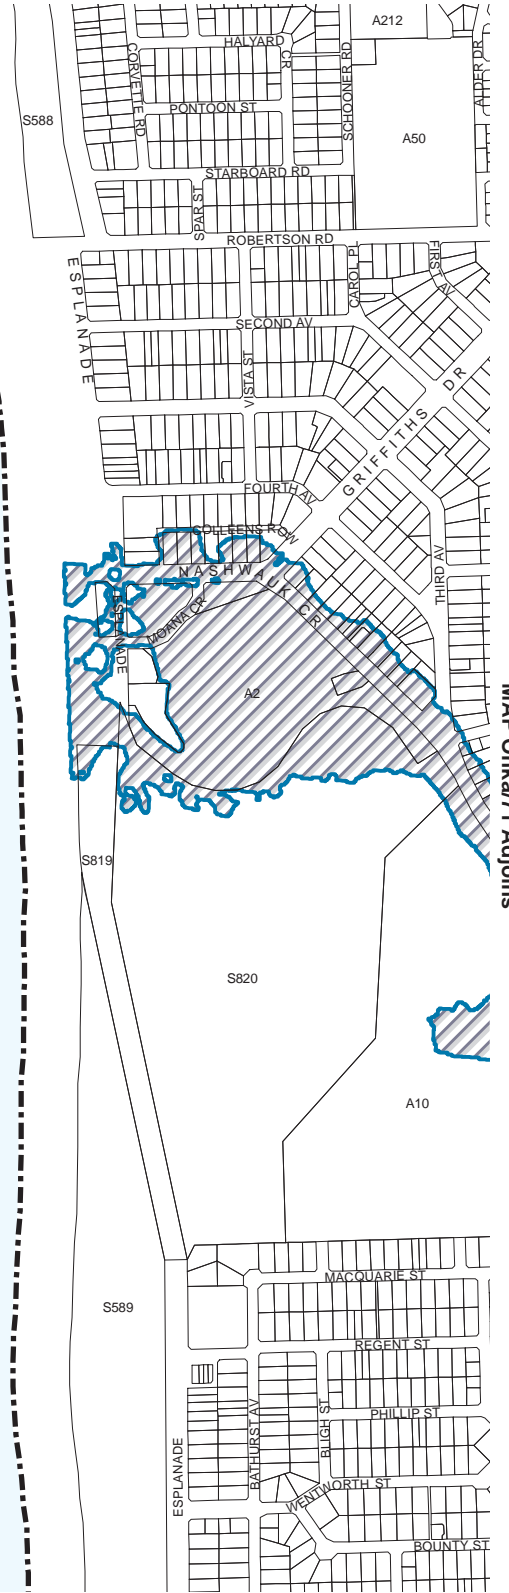 A212
HALYARD
CR
CORVETTE RD
SCHOONER RD
ALDER DR
PONTOON ST
S588
A50
STARBOARD RD
SPAR ST
ROBERTSON RD
ESPLANADE
CAROL PL
FIRST AV
SECOND AV
VISTA ST
GRIFFITHS DR
FOURTH AV
COLLEENS ROW
THIRD AV
NASHWAUK CR
ESPLANADE
MOANA CR
A2
Adjoins
S819
S820
A10
MACQUARIE ST
S589
REGENT ST
PHILLIP ST
BLIGH ST
BATHURST AV
ESPLANADE
WENTWORTH ST
BOUNTY ST